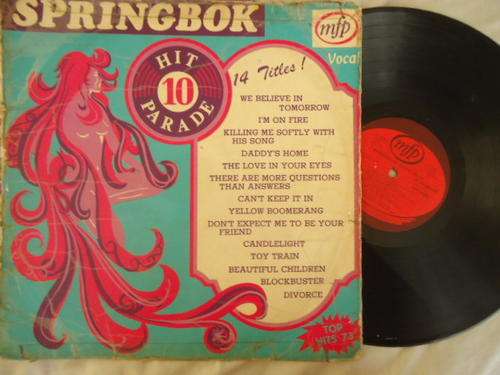 SPRINGBOK
mfp
Vocal
HIT
10
PARADE
14 Titles!
WE BELIEVE IN
TOMORROW
I'M ON FIRE
KILLING ME SOFTLY WITH
HIS SONG
DADDY'S HOME
THE LOVE IN YOUR EYES
THERE ARE MORE QUESTIONS
THAN ANSWERS
CAN'T KEEP IT IN
YELLOW BOOMERANG
DON'T EXPECT ME TO BE YOUR
FRIEND
CANDLELIGHT
TOY TRAIN
BEAUTIFUL CHILDREN
BLOCKBUSTER
DIVORCE
TOP
HITS 73
mfp